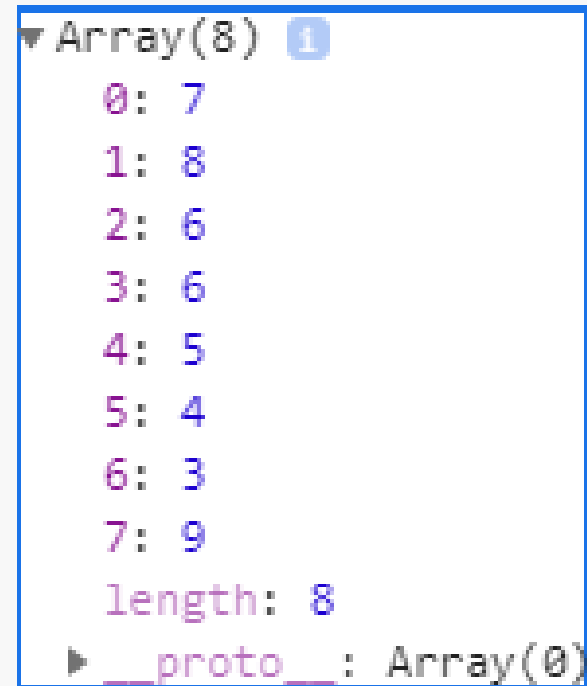 ▼ Array(8) i
0: 7
1: 8
2: 6
3: 6
4: 5
5: 4
6: 3
7: 9
length: 8
▶ __proto__: Array(0)